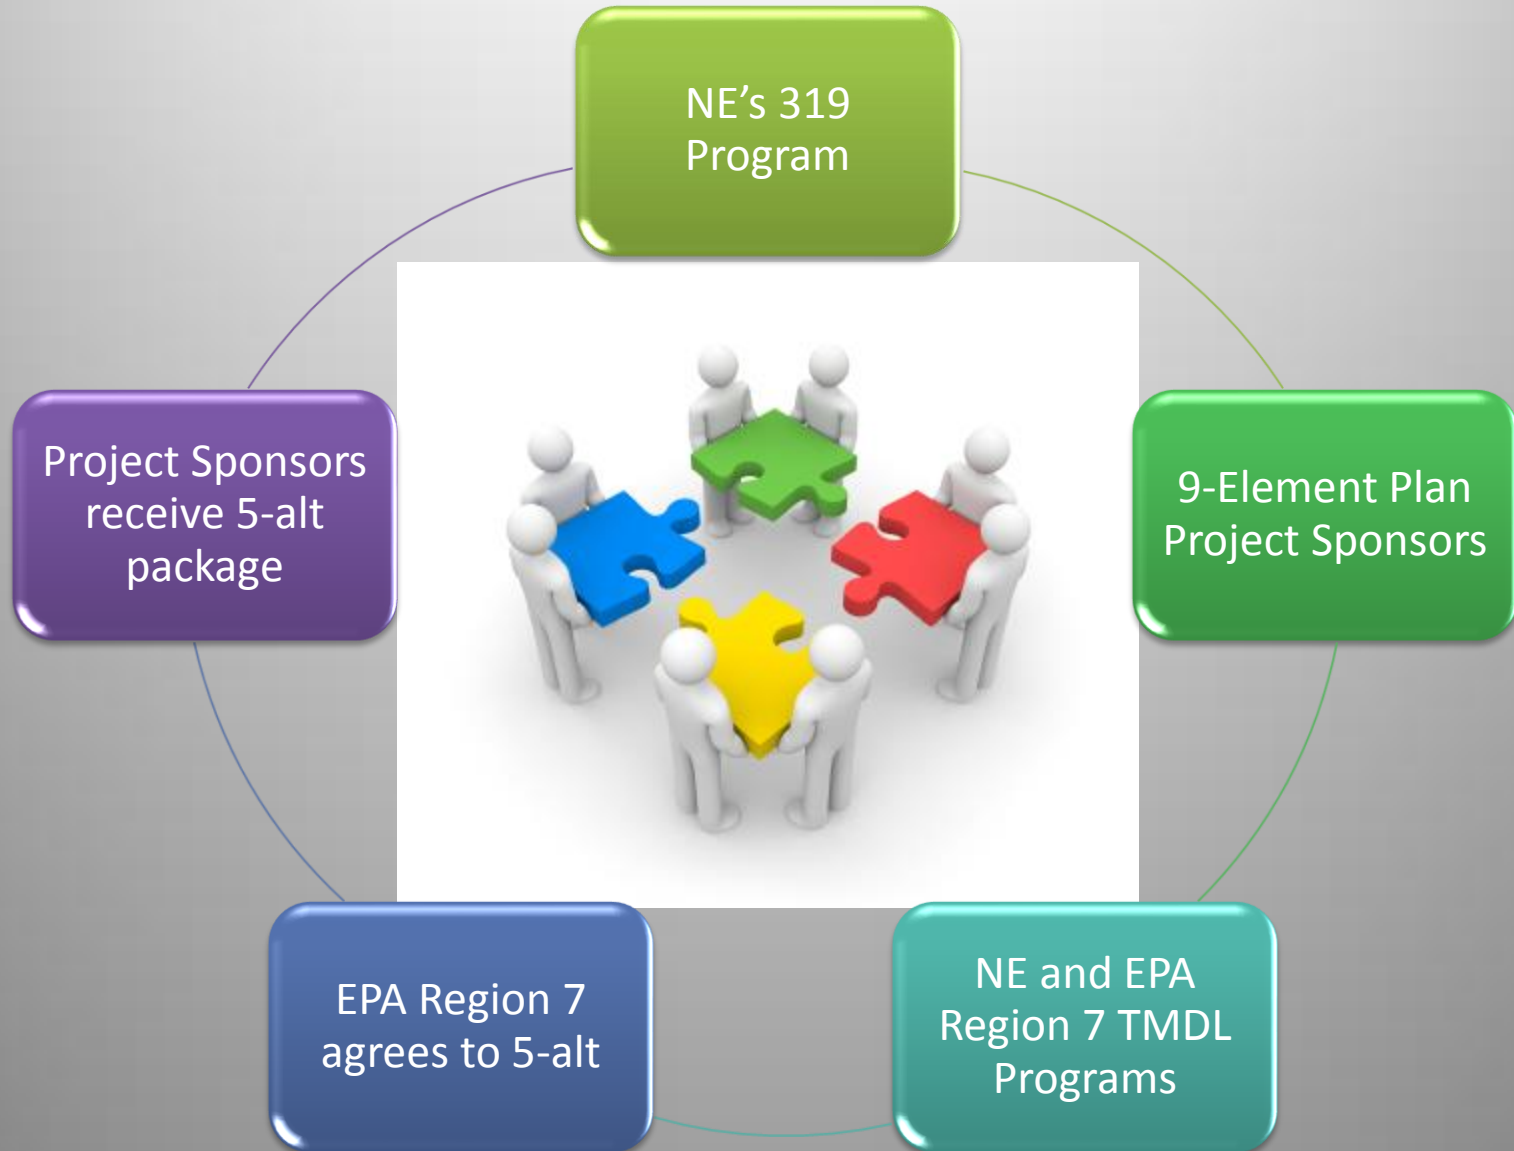 NE’s 319
Program
9-Element Plan
Project Sponsors
NE and EPA
Region 7 TMDL
Programs
EPA Region 7
agrees to 5-alt
Project Sponsors
receive 5-alt
package